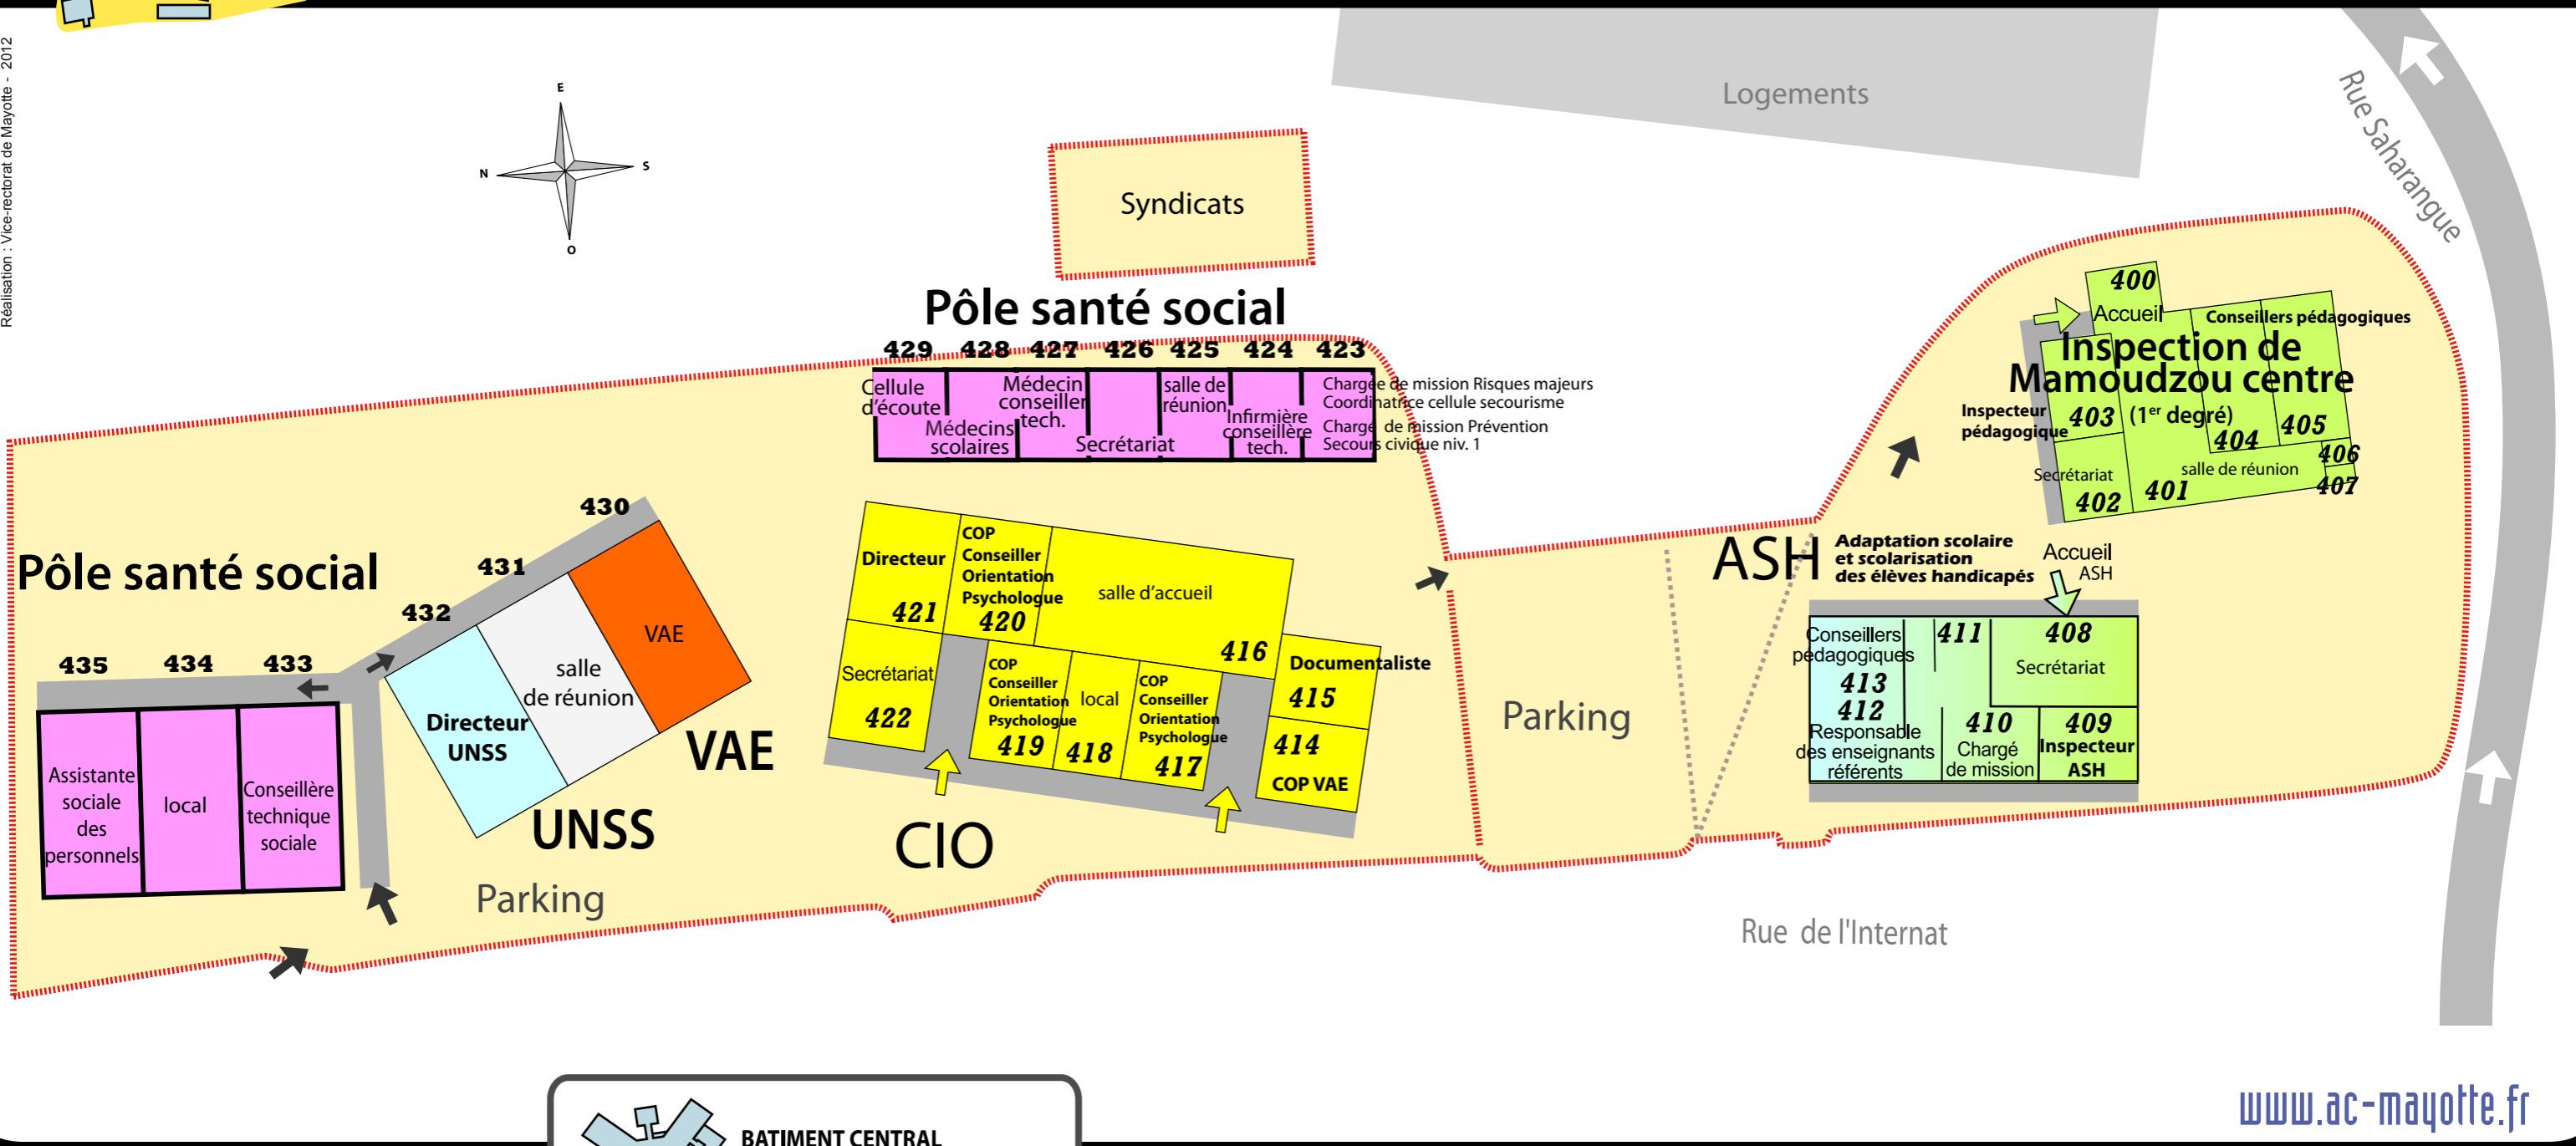 Réalisation : Vice-rectorat de Mayotte - 2012
E
N
S
O
Logements
Rue Saharangue
Syndicats
Pôle santé social
429 428 427 426 425 424 423
Cellule
d'écoute
Médecins
scolaires
Médecin
conseiller
tech.
Secrétariat
salle de
réunion
Infirmière
conseillère
tech.
Chargée de mission Risques majeurs
Coordinatrice cellule secourisme
Chargé de mission Prévention
Secours civique niv. 1
400
Accueil
Conseillers pédagogiques
Inspection de
Mamoudzou centre
(1er degré)
Inspecteur
pédagogique
403
404
405
406
407
Secrétariat
402
401
salle de réunion
Pôle santé social
435 434 433
Assistante
sociale
des
personnels
local
Conseillère
technique
sociale
432
431
430
Directeur
UNSS
salle
de réunion
VAE
VAE
UNSS
Parking
Directeur
421
COP
Conseiller
Orientation
Psychologue
420
salle d'accueil
416
Secrétariat
422
COP
Conseiller
Orientation
Psychologue
419
local
418
COP
Conseiller
Orientation
Psychologue
417
Documentaliste
415
414
COP VAE
CIO
Parking
ASH
Adaptation scolaire
et scolarisation
des élèves handicapés
Accueil
ASH
Conseillers
pédagogiques
413
412
Responsable
des enseignants
référents
411
408
Secrétariat
410
Chargé
de mission
409
Inspecteur
ASH
Rue de l'Internat
BATIMENT CENTRAL
www.ac-mayotte.fr